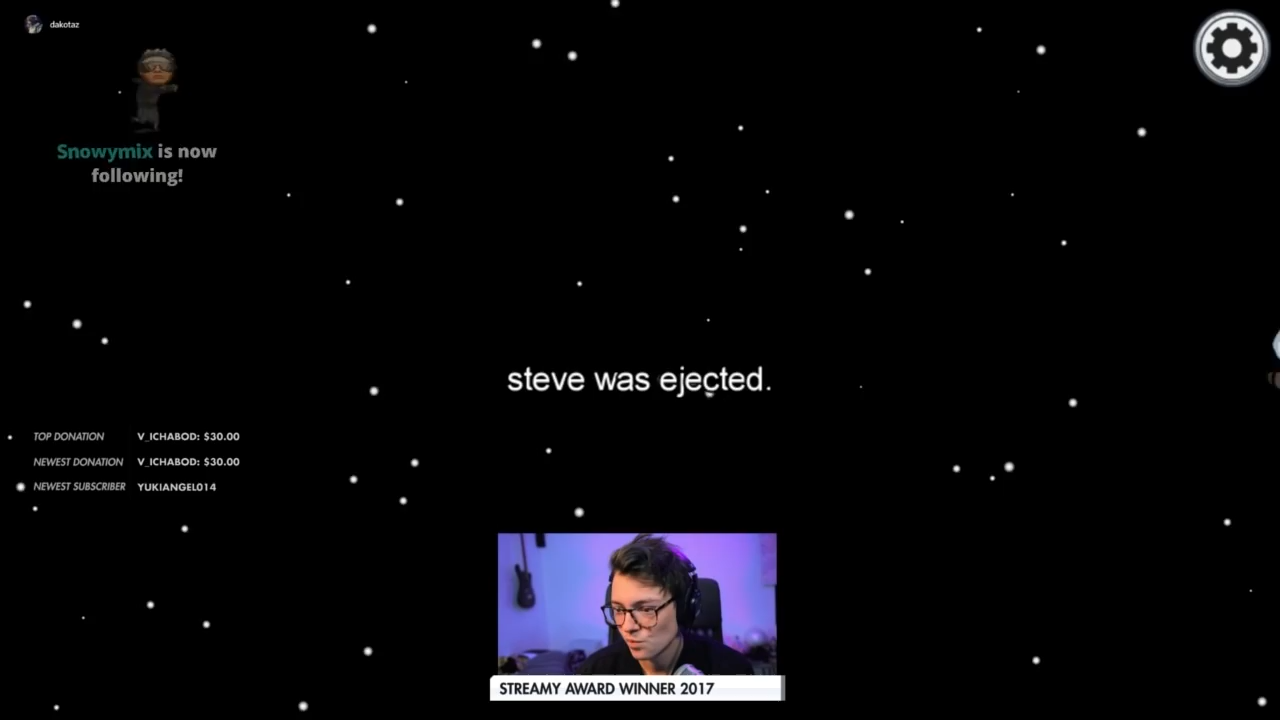 dakotaz
Snowymix is now
following!
steve was ejected.
TOP DONATION V_ICHABOD: $30.00
NEWEST DONATION V_ICHABOD: $30.00
NEWEST SUBSCRIBER YUKIANGEL014
STREAMY AWARD WINNER 2017